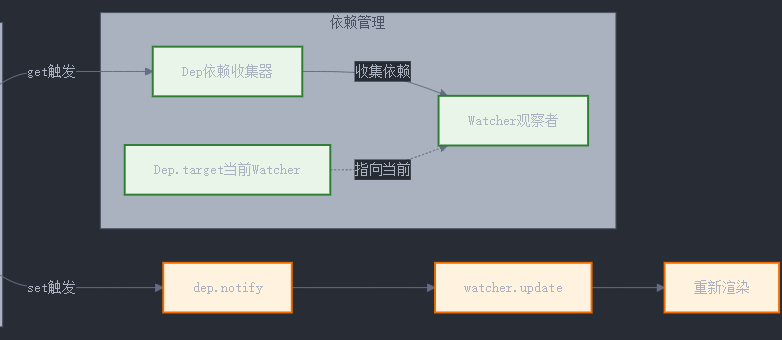 依赖管理
get触发
Dep依赖收集器
收集依赖
Watcher观察者
Dep.target当前Watcher
指向当前
set触发
dep.notify
watcher.update
重新渲染